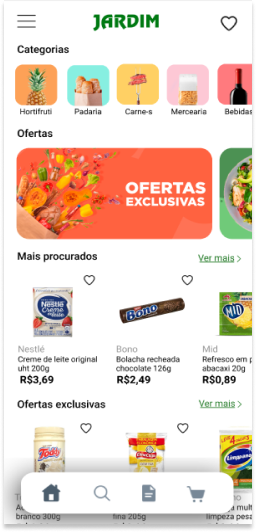 JARDIM
Categorias
Hortifruti Padaria Carne-s Mercearia Bebidas
Ofertas
OFERTAS
EXCLUSIVAS
Mais procurados Ver mais >
Nestlé
Creme de leite original
uht 200g
R$3,69
Bono
Bolacha recheada
chocolate 126g
R$2,49
Mid
Refresco em p
abacaxi 20g
R$0,89
Ofertas exclusivas Ver mais >
branco 300g
fina 205g
limpeza pesa